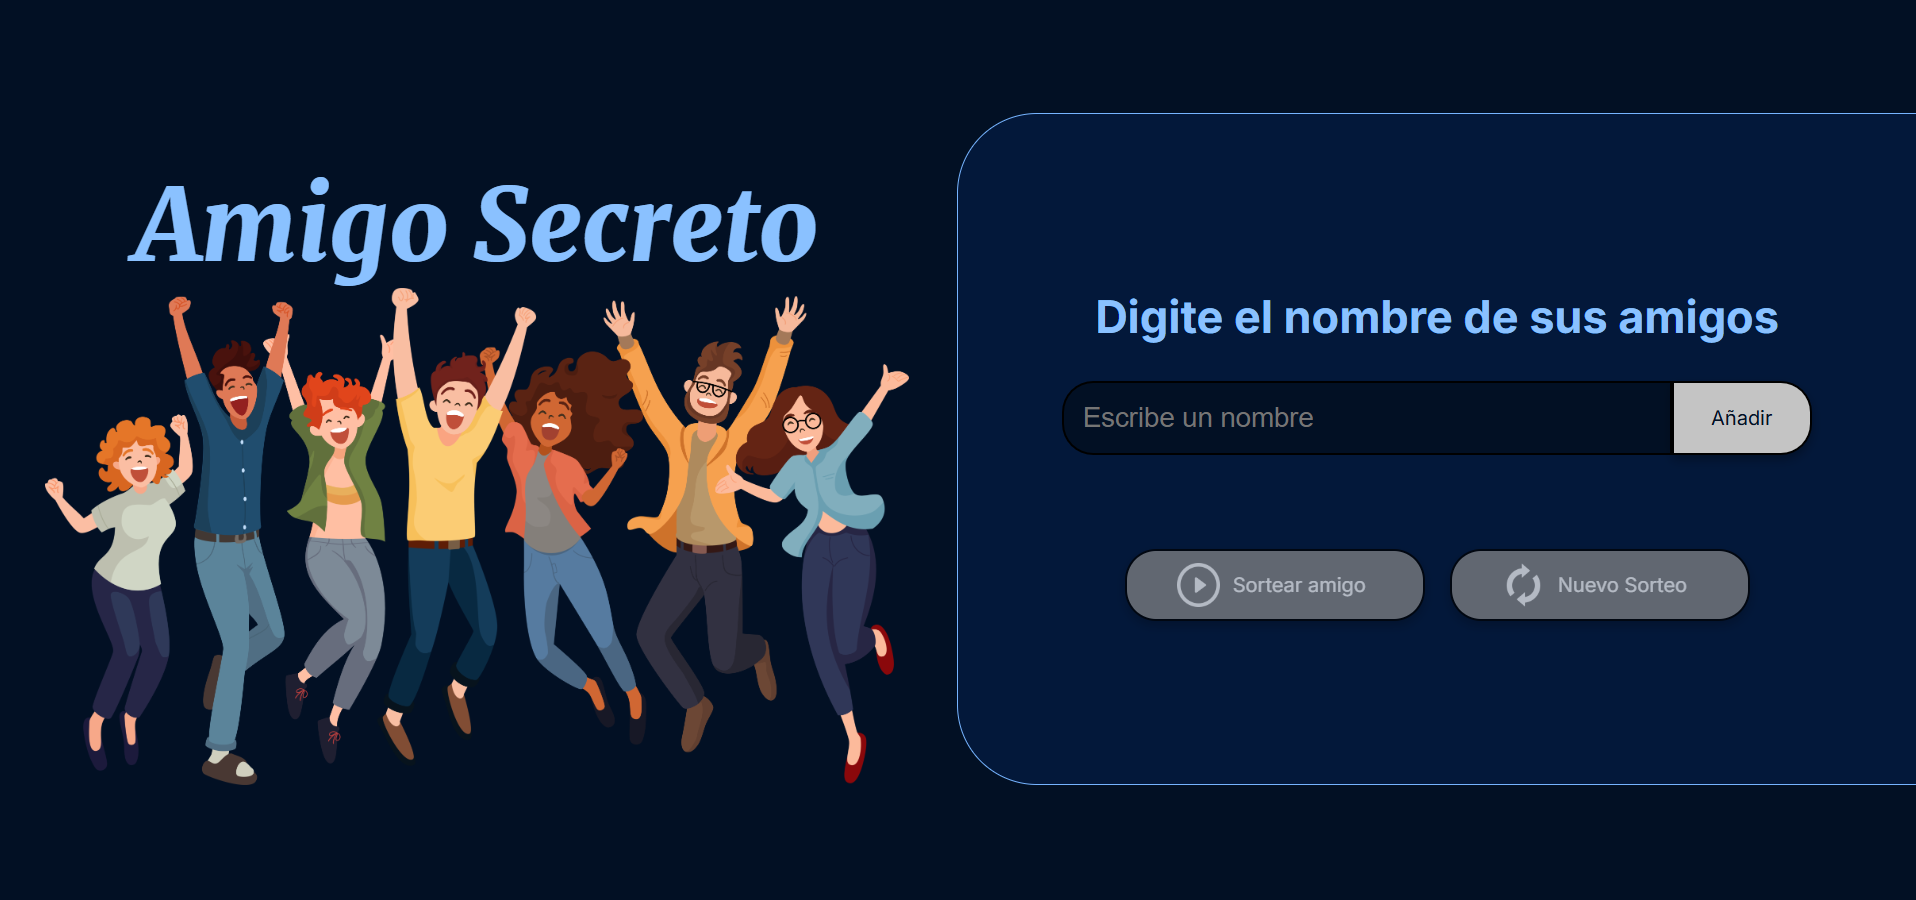 Amigo Secreto
Digite el nombre de sus amigos
Escribe un nombre
Añadir
Sortear amigo
Nuevo Sorteo